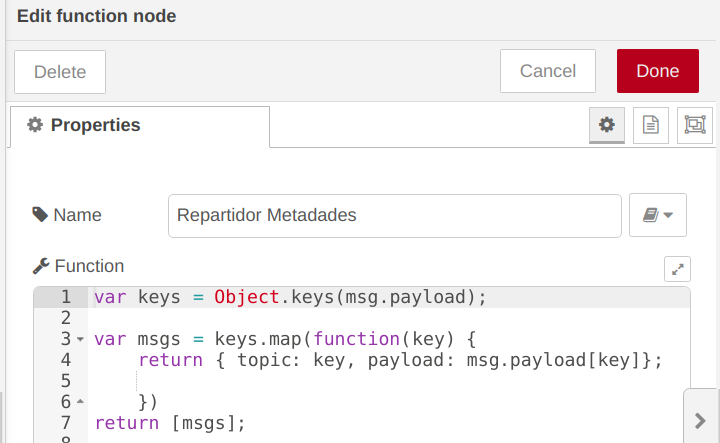 Edit function node
Delete
Cancel
Done
Properties
Name
Repartidor Metadades
Function
1 var keys = Object.keys(msg.payload);
2
3 var msgs = keys.map(function(key) {
4     return { topic: key, payload: msg.payload[key]};
5
6     })
7 return [msgs];
8